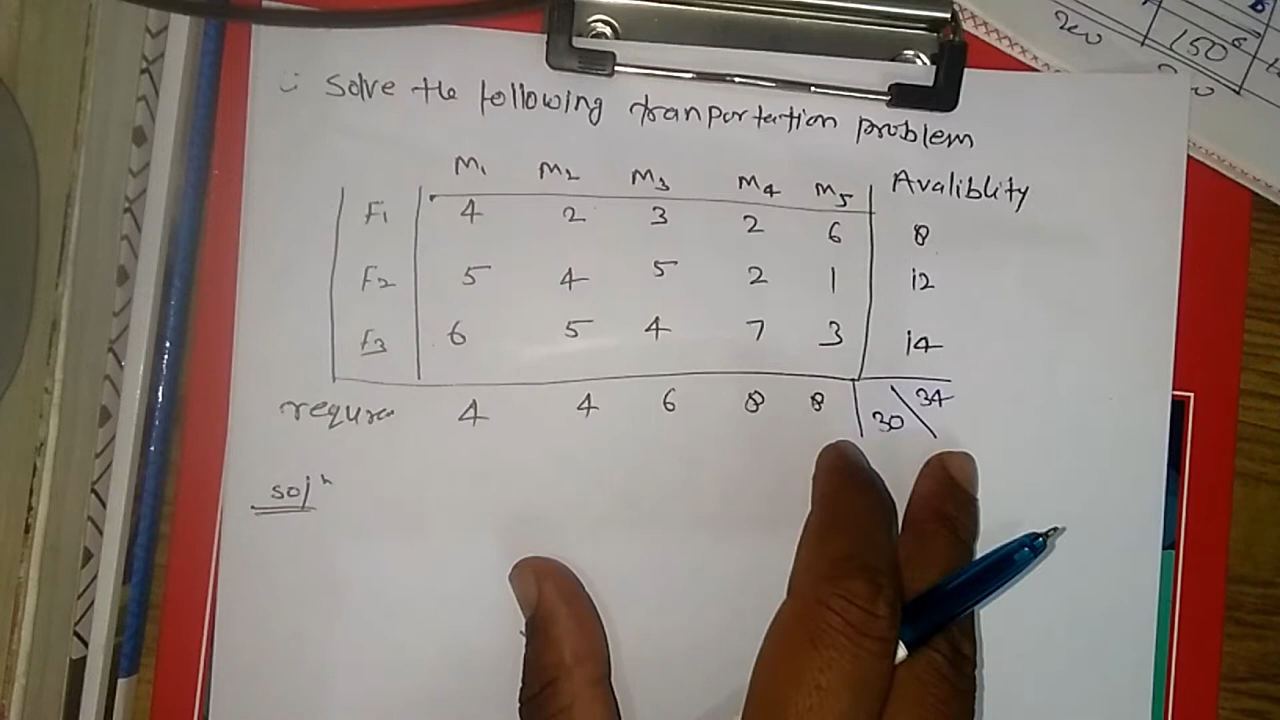 Solve the following tranportation problem
M1 M2 M3 M4 M5 Avaliblity
F1 4 2 3 2 6 8
F2 5 4 5 2 1 12
F3 6 5 4 7 3 14
requre 4 4 6 8 8 30 34
soln
200 150